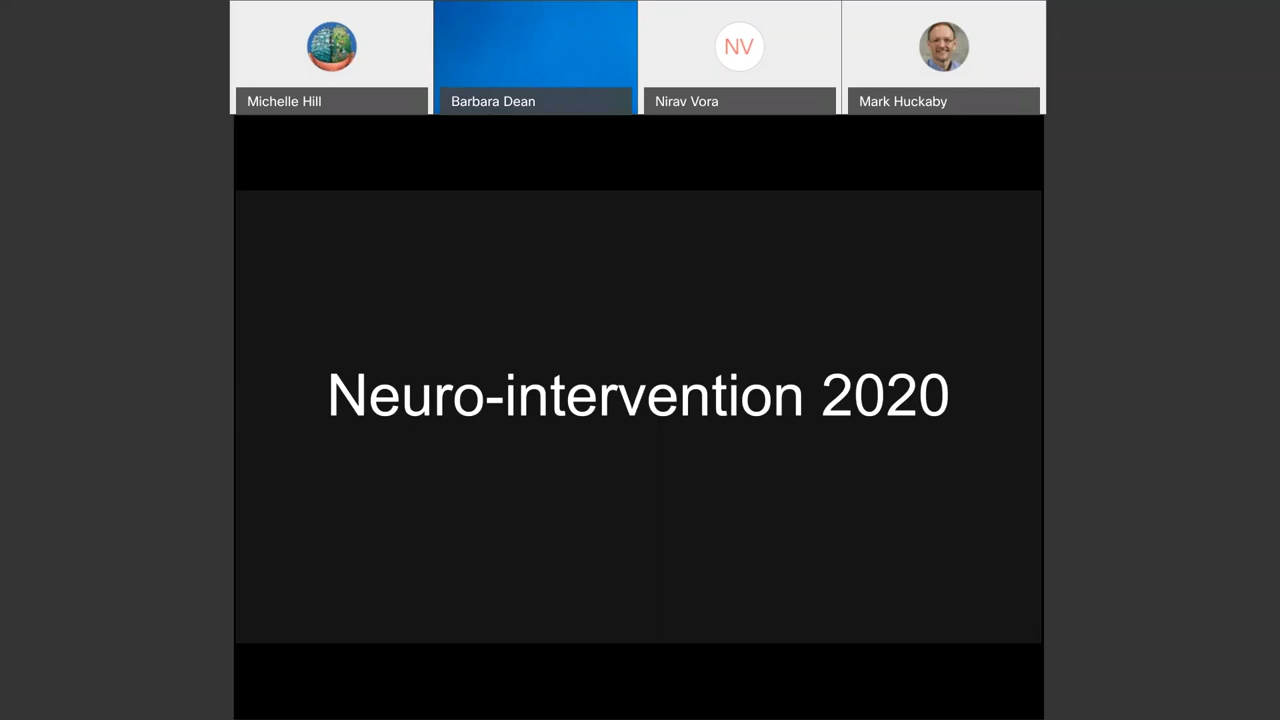 NV
Michelle Hill
Barbara Dean
Nirav Vora
Mark Huckaby
Neuro-intervention 2020